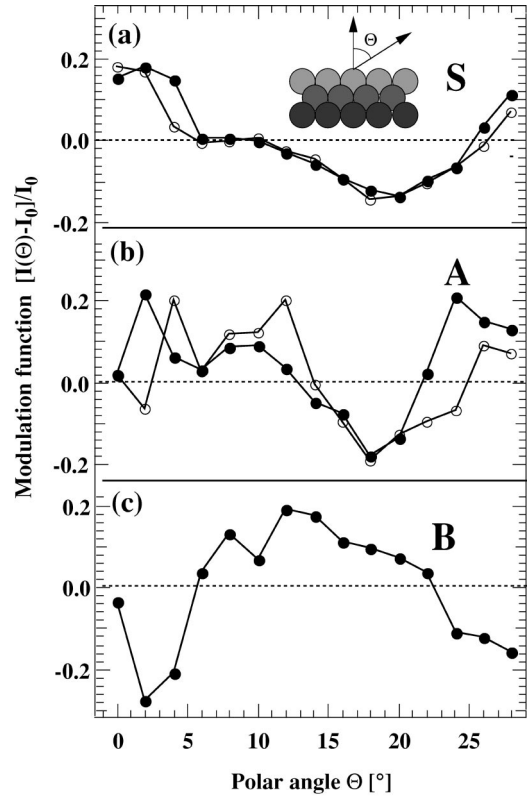 (a)
Θ
S
0.2
0.0
-0.2
(b)
A
0.2
0.0
-0.2
(c)
B
0.2
0.0
-0.2
0 5 10 15 20 25
Polar angle Θ [°]
Modulation function [I(Θ)-I₀]/I₀